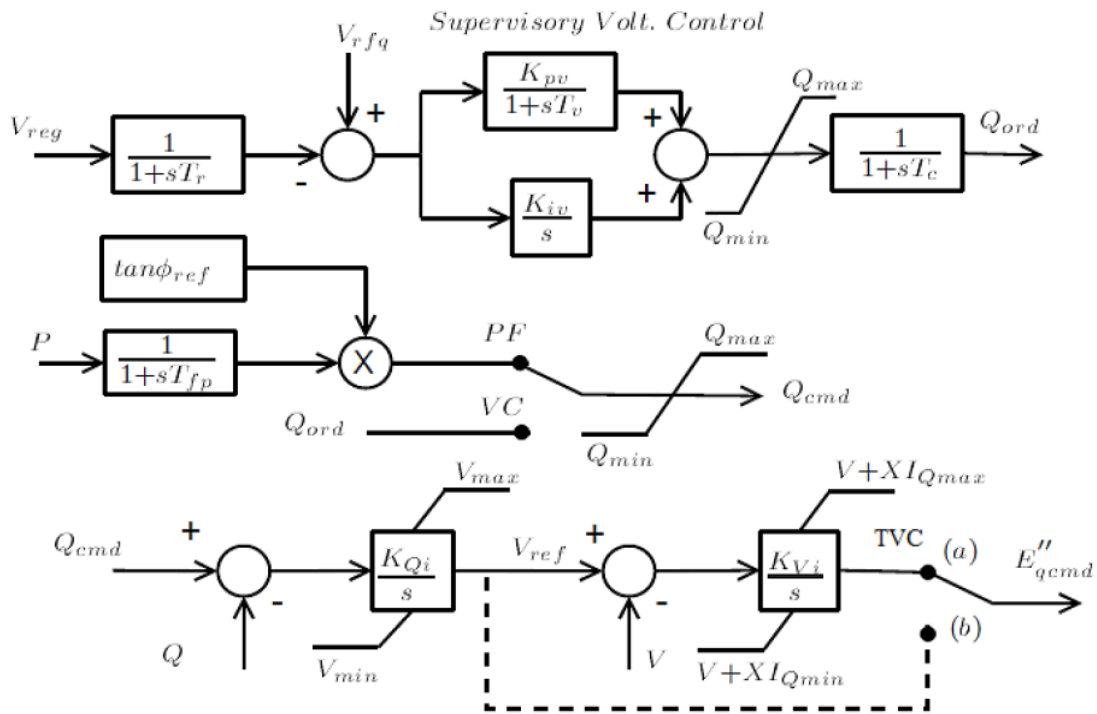 Supervisory Volt. Control
V_rfq
K_pv
1+sT_v
Q_max
V_reg
1
1+sT_r
+
-
+
+
1
1+sT_c
Q_ord
K_iv
s
Q_min
tanϕ_ref
P
1
1+sT_fp
X
PF
Q_max
Q_cmd
VC
Q_ord
Q_min
V_max
V+XI_Qmax
Q_cmd
+
-
K_Qi
s
V_ref
+
-
K_Vi
s
TVC
(a)
E''_qcmd
(b)
Q
V_min
V
V+XI_Qmin